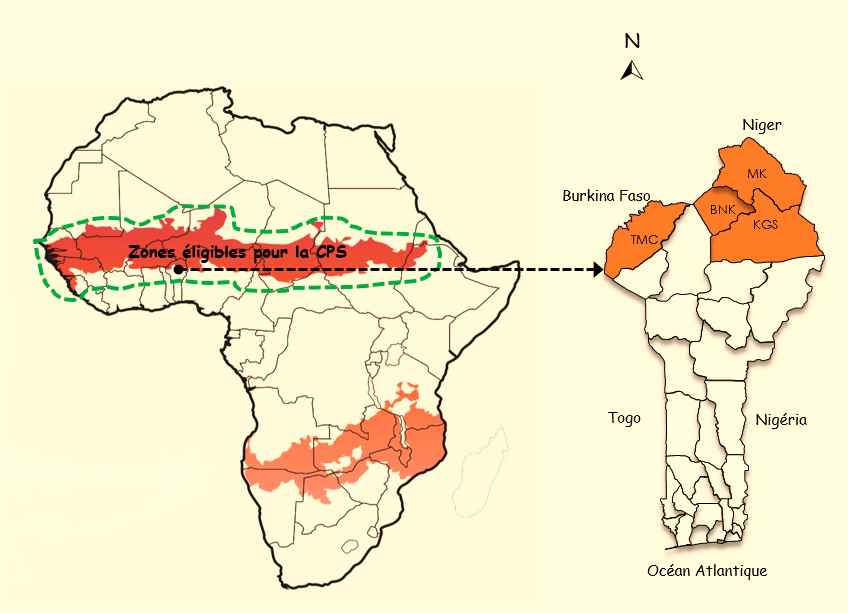 N
Niger
MK
Burkina Faso
BNK
KGS
TMC
Zones éligibles pour la CPS
Togo
Nigéria
Océan Atlantique